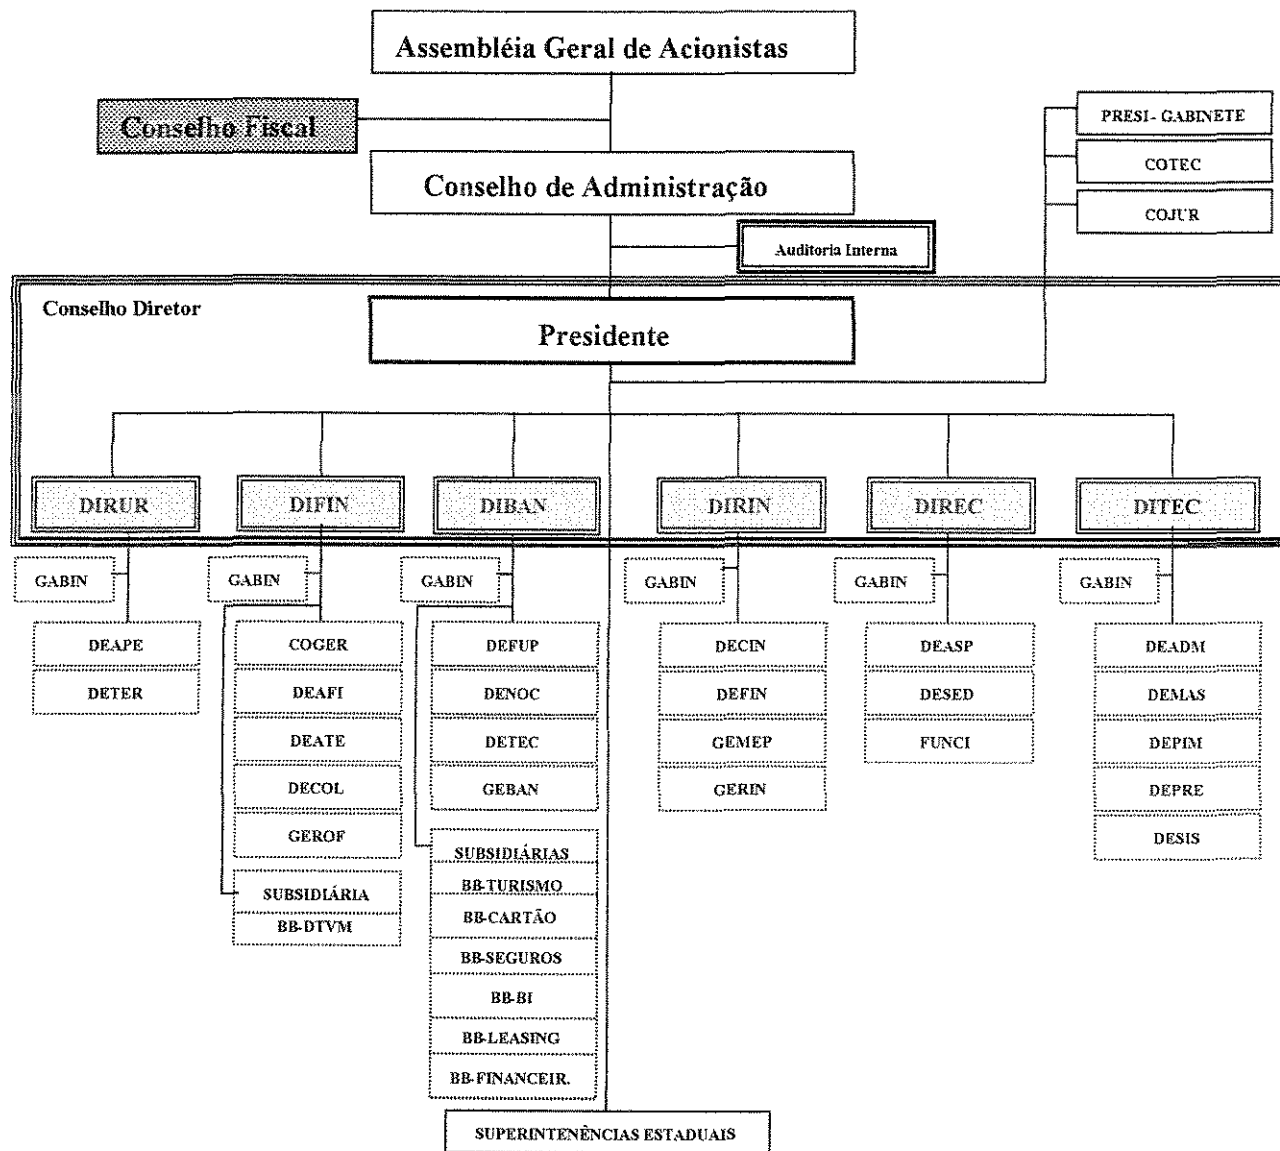 Assembléia Geral de Acionistas
Conselho Fiscal
PRESI- GABINETE
COTEC
COJUR
Conselho de Administração
Auditoria Interna
Conselho Diretor
Presidente
DIRUR
DIFIN
DIBAN
DIRIN
DIREC
DITEC
GABIN
GABIN
GABIN
GABIN
GABIN
GABIN
DEAPE
DETER
COGER
DEAFI
DEATE
DECOL
GEROF
SUBSIDIÁRIA
BB-DTVM
DEFUP
DENOC
DETEC
GEBAN
SUBSIDIÁRIAS
BB-TURISMO
BB-CARTÃO
BB-SEGUROS
BB-BI
BB-LEASING
BB-FINANCEIR.
DECIN
DEFIN
GEMEP
GERIN
DEASP
DESED
FUNCI
DEADM
DEMAS
DEPIM
DEPRE
DESIS
SUPERINTENÊNCIAS ESTADUAIS